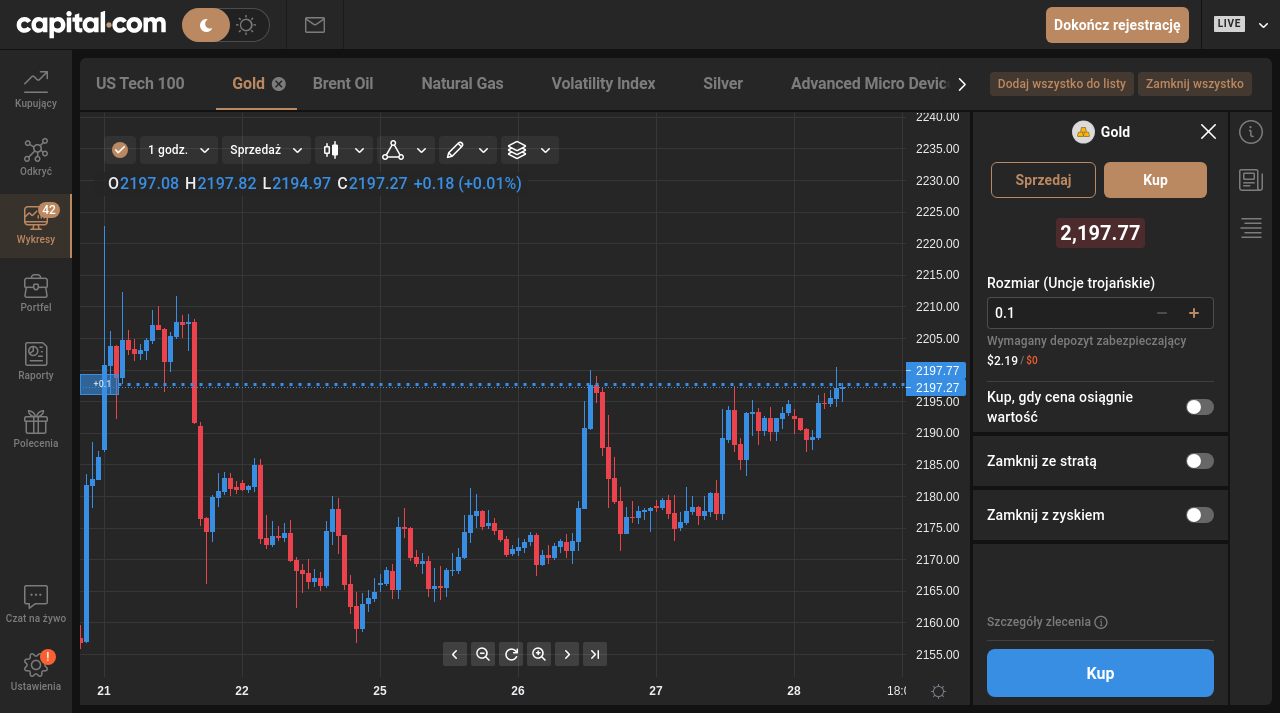 capital.com
Dokończ rejestrację
LIVE
Kupujący
Odkryć
42
Wykresy
Portfel
Raporty
Polecenia
Czat na żywo
!
Ustawienia
US Tech 100
Gold
Brent Oil
Natural Gas
Volatility Index
Silver
Advanced Micro Devic
Dodaj wszystko do listy
Zamknij wszystko
1 godz.
Sprzedaż
O2197.08 H2197.82 L2194.97 C2197.27 +0.18 (+0.01%)
+0.1
2240.00
2235.00
2230.00
2225.00
2220.00
2215.00
2210.00
2205.00
2200.00
2197.77
2197.27
2195.00
2190.00
2185.00
2180.00
2175.00
2170.00
2165.00
2160.00
2155.00
21 22 25 26 27 28 18:0
Gold
Sprzedaj
Kup
2,197.77
Rozmiar (Uncje trojańskie)
0.1
Wymagany depozyt zabezpieczający
$2.19 / $0
Kup, gdy cena osiągnie
wartość
Zamknij ze stratą
Zamknij z zyskiem
Szczegóły zlecenia
Kup